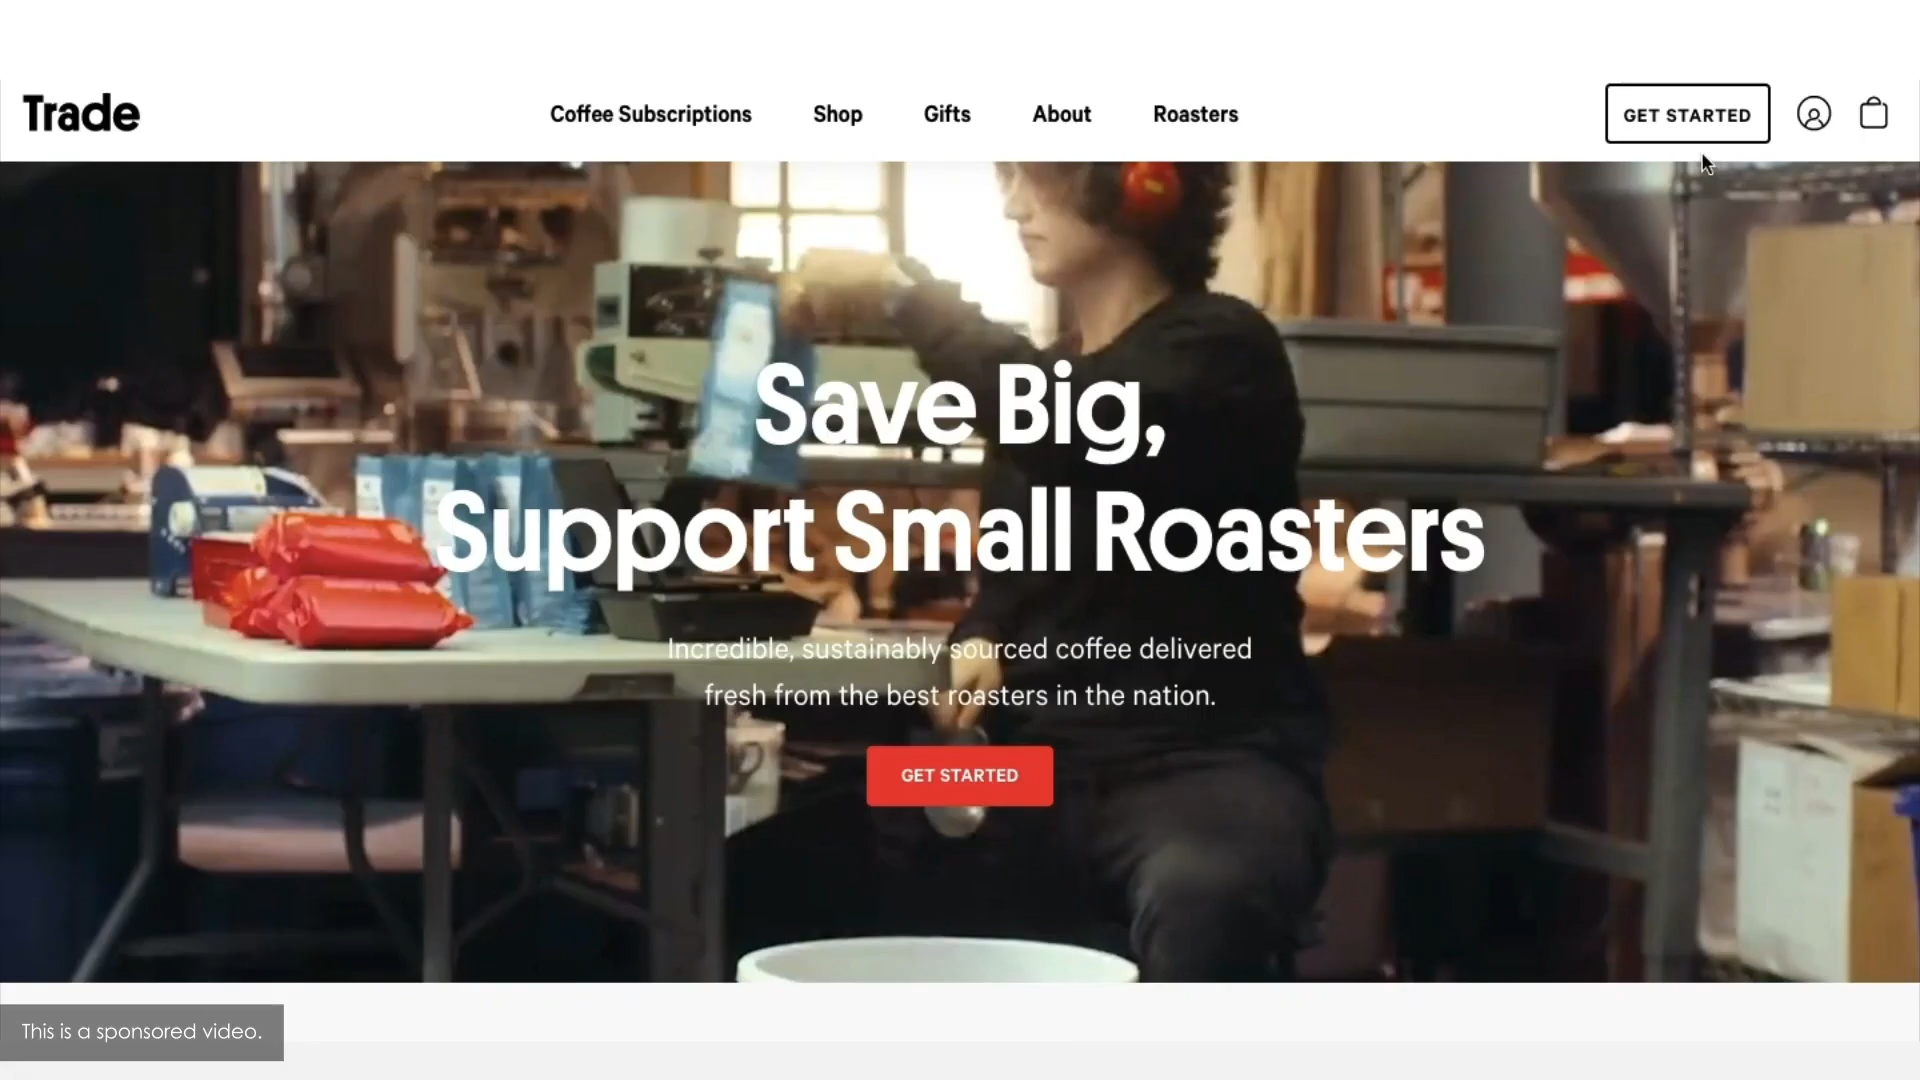 Trade
Coffee Subscriptions
Shop
Gifts
About
Roasters
GET STARTED
Save Big,
Support Small Roasters
Incredible, sustainably sourced coffee delivered
fresh from the best roasters in the nation.
GET STARTED
This is a sponsored video.